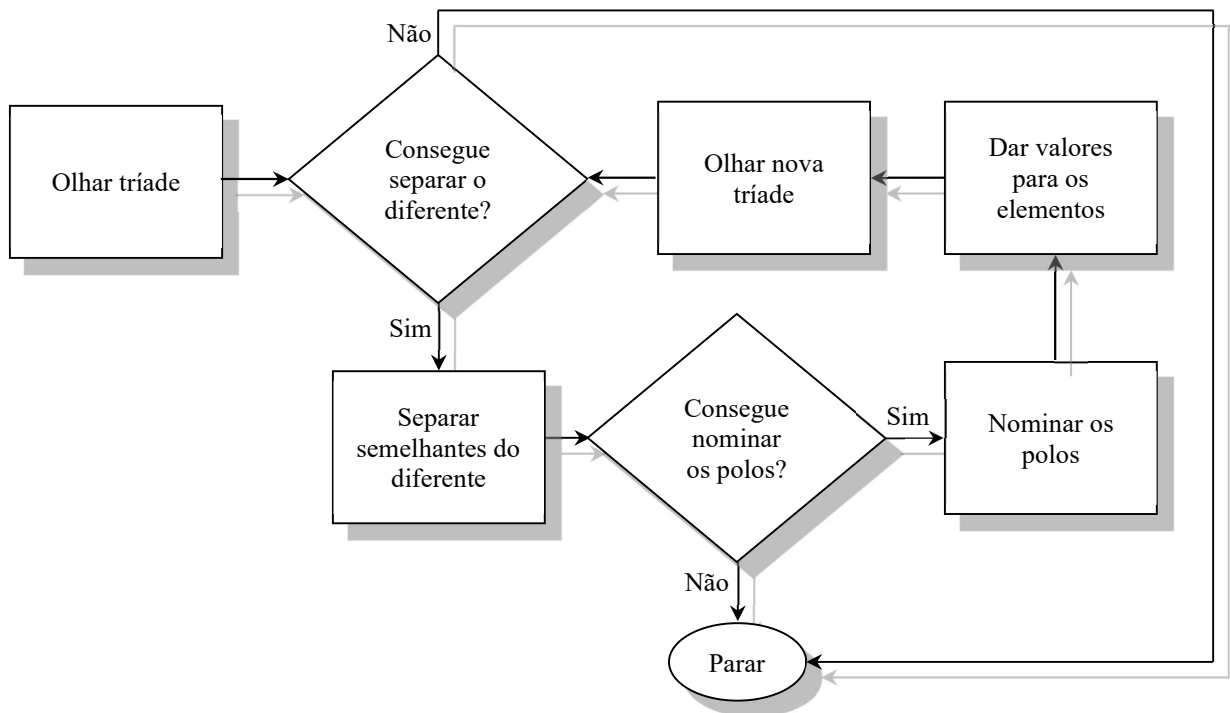 Não
Olhar tríade
Consegue
separar o
diferente?
Olhar nova
tríade
Dar valores
para os
elementos
Sim
Separar
semelhantes do
diferente
Consegue
nominar
os polos?
Sim
Nominar os
polos
Não
Parar